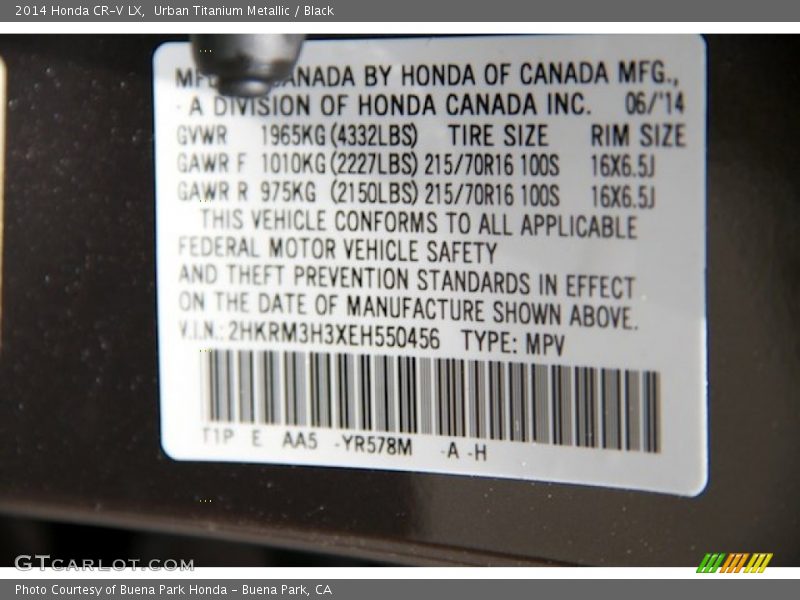 2014 Honda CR-V LX,  Urban Titanium Metallic / Black
CANADA BY HONDA OF CANADA MFG.,
A DIVISION OF HONDA CANADA INC. 06/'14
GVWR 1965KG (4332LBS) TIRE SIZE RIM SIZE
GAWR F 1010KG (2227LBS) 215/70R16 100S 16X6.5J
GAWR R 975KG (2150LBS) 215/70R16 100S 16X6.5J
THIS VEHICLE CONFORMS TO ALL APPLICABLE
FEDERAL MOTOR VEHICLE SAFETY
AND THEFT PREVENTION STANDARDS IN EFFECT
ON THE DATE OF MANUFACTURE SHOWN ABOVE.
V.I.N.: 2HKRM3H3XEH550456 TYPE: MPV
T1P E AA5 -YR578M -A -H
GTCARLOT.COM
Photo Courtesy of Buena Park Honda - Buena Park, CA